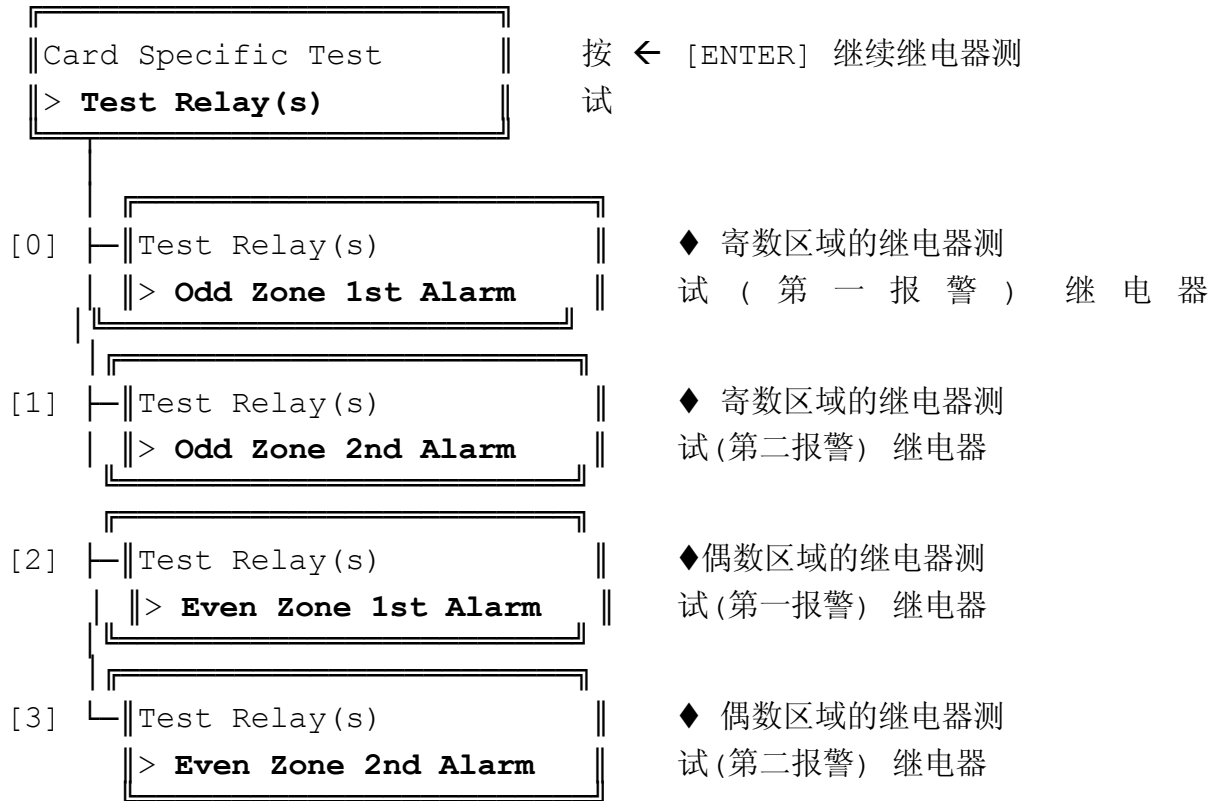 Card Specific Test 按 ← [ENTER] 继续继电器测
> Test Relay(s) 试
[0] Test Relay(s) ♦ 寄数区域的继电器测
> Odd Zone 1st Alarm 试(第一报警) 继电器
[1] Test Relay(s) ♦ 寄数区域的继电器测
> Odd Zone 2nd Alarm 试(第二报警) 继电器
[2] Test Relay(s) ♦偶数区域的继电器测
> Even Zone 1st Alarm 试(第一报警) 继电器
[3] Test Relay(s) ♦ 偶数区域的继电器测
> Even Zone 2nd Alarm 试(第二报警) 继电器